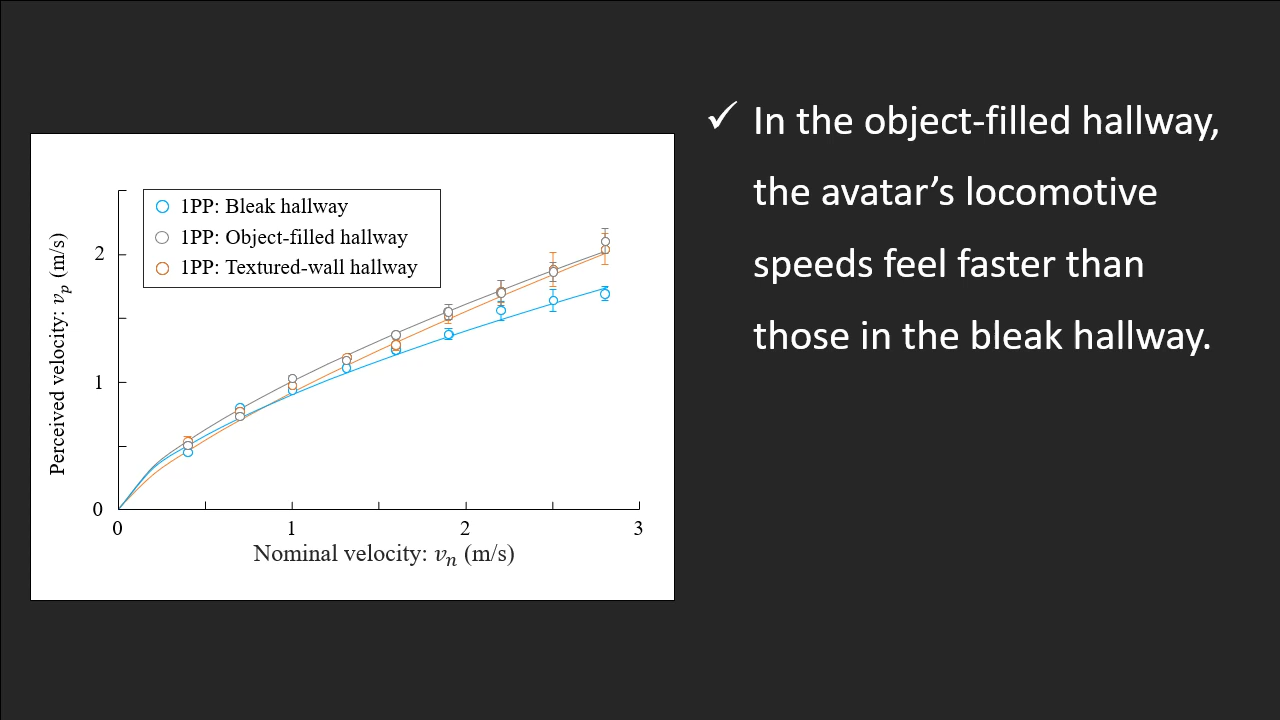 1PP: Bleak hallway
1PP: Object-filled hallway
1PP: Textured-wall hallway
Perceived velocity: vₚ (m/s)
2
1
0
0 1 2 3
Nominal velocity: vₙ (m/s)
✓ In the object-filled hallway,
the avatar’s locomotive
speeds feel faster than
those in the bleak hallway.